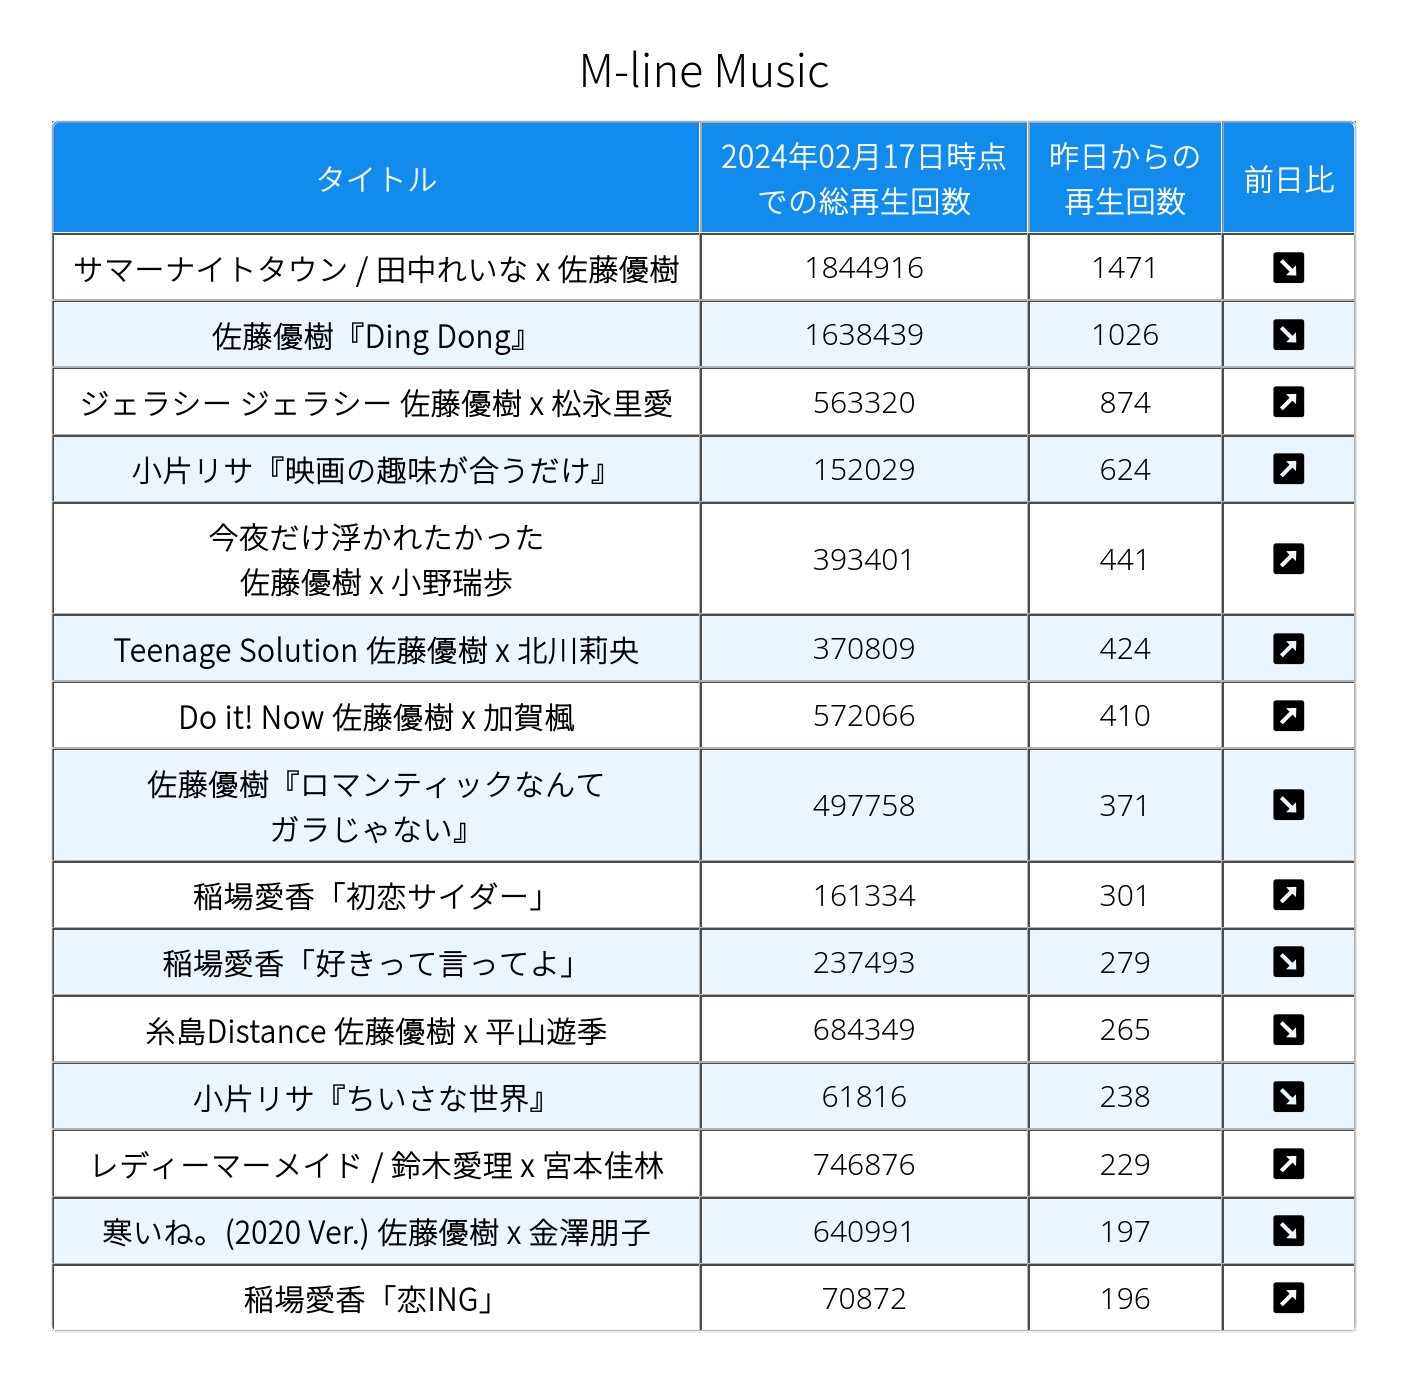 M-line Music
タイトル
2024年02月17日時点
での総再生回数
昨日からの
再生回数
前日比
サマーナイトタウン / 田中れいな x 佐藤優樹 1844916 1471
佐藤優樹『Ding Dong』 1638439 1026
ジェラシー ジェラシー 佐藤優樹 x 松永里愛 563320 874
小片リサ『映画の趣味が合うだけ』 152029 624
今夜だけ浮かれたかった
佐藤優樹 x 小野瑞歩
393401 441
Teenage Solution 佐藤優樹 x 北川莉央 370809 424
Do it! Now 佐藤優樹 x 加賀楓 572066 410
佐藤優樹『ロマンティックなんて
ガラじゃない』
497758 371
稲場愛香「初恋サイダー」 161334 301
稲場愛香「好きって言ってよ」 237493 279
糸島Distance 佐藤優樹 x 平山遊季 684349 265
小片リサ『ちいさな世界』 61816 238
レディーマーメイド / 鈴木愛理 x 宮本佳林 746876 229
寒いね。(2020 Ver.) 佐藤優樹 x 金澤朋子 640991 197
稲場愛香「恋ING」 70872 196